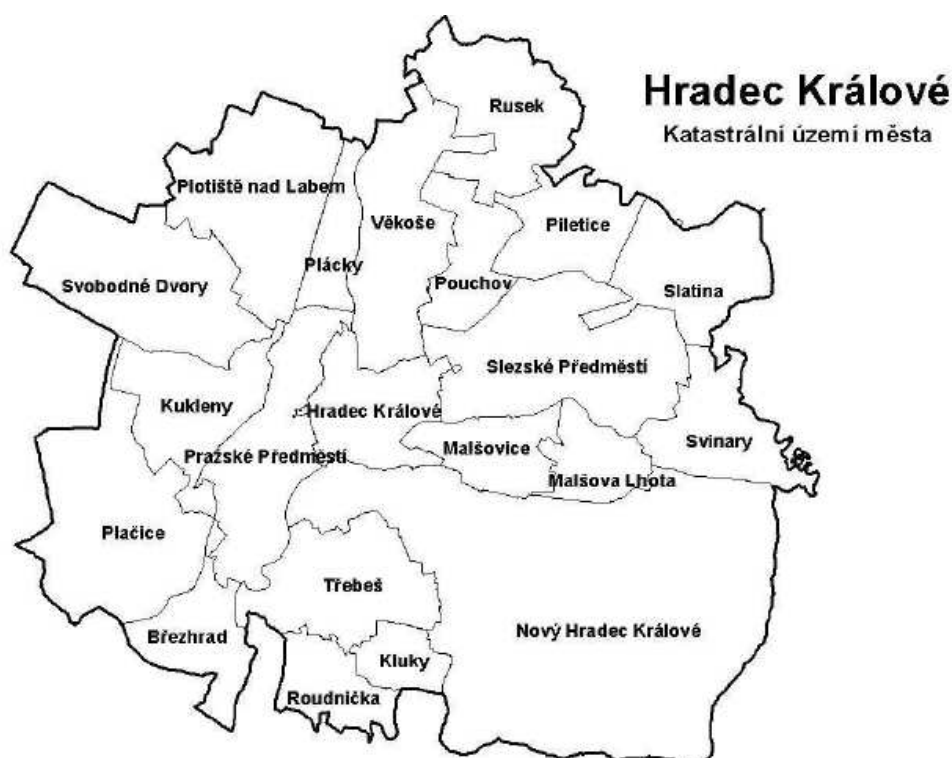 Hradec Králové
Katastrální území města
Rusek
Plotiště nad Labem
Věkoše
Piletice
Plácky
Pouchov
Svobodné Dvory
Slatina
Slezské Předměstí
Kukleny
Hradec Králové
Malšovice
Svinary
Pražské Předměstí
Malšova Lhota
Plačice
Třebeš
Nový Hradec Králové
Březhrad
Kluky
Roudnička